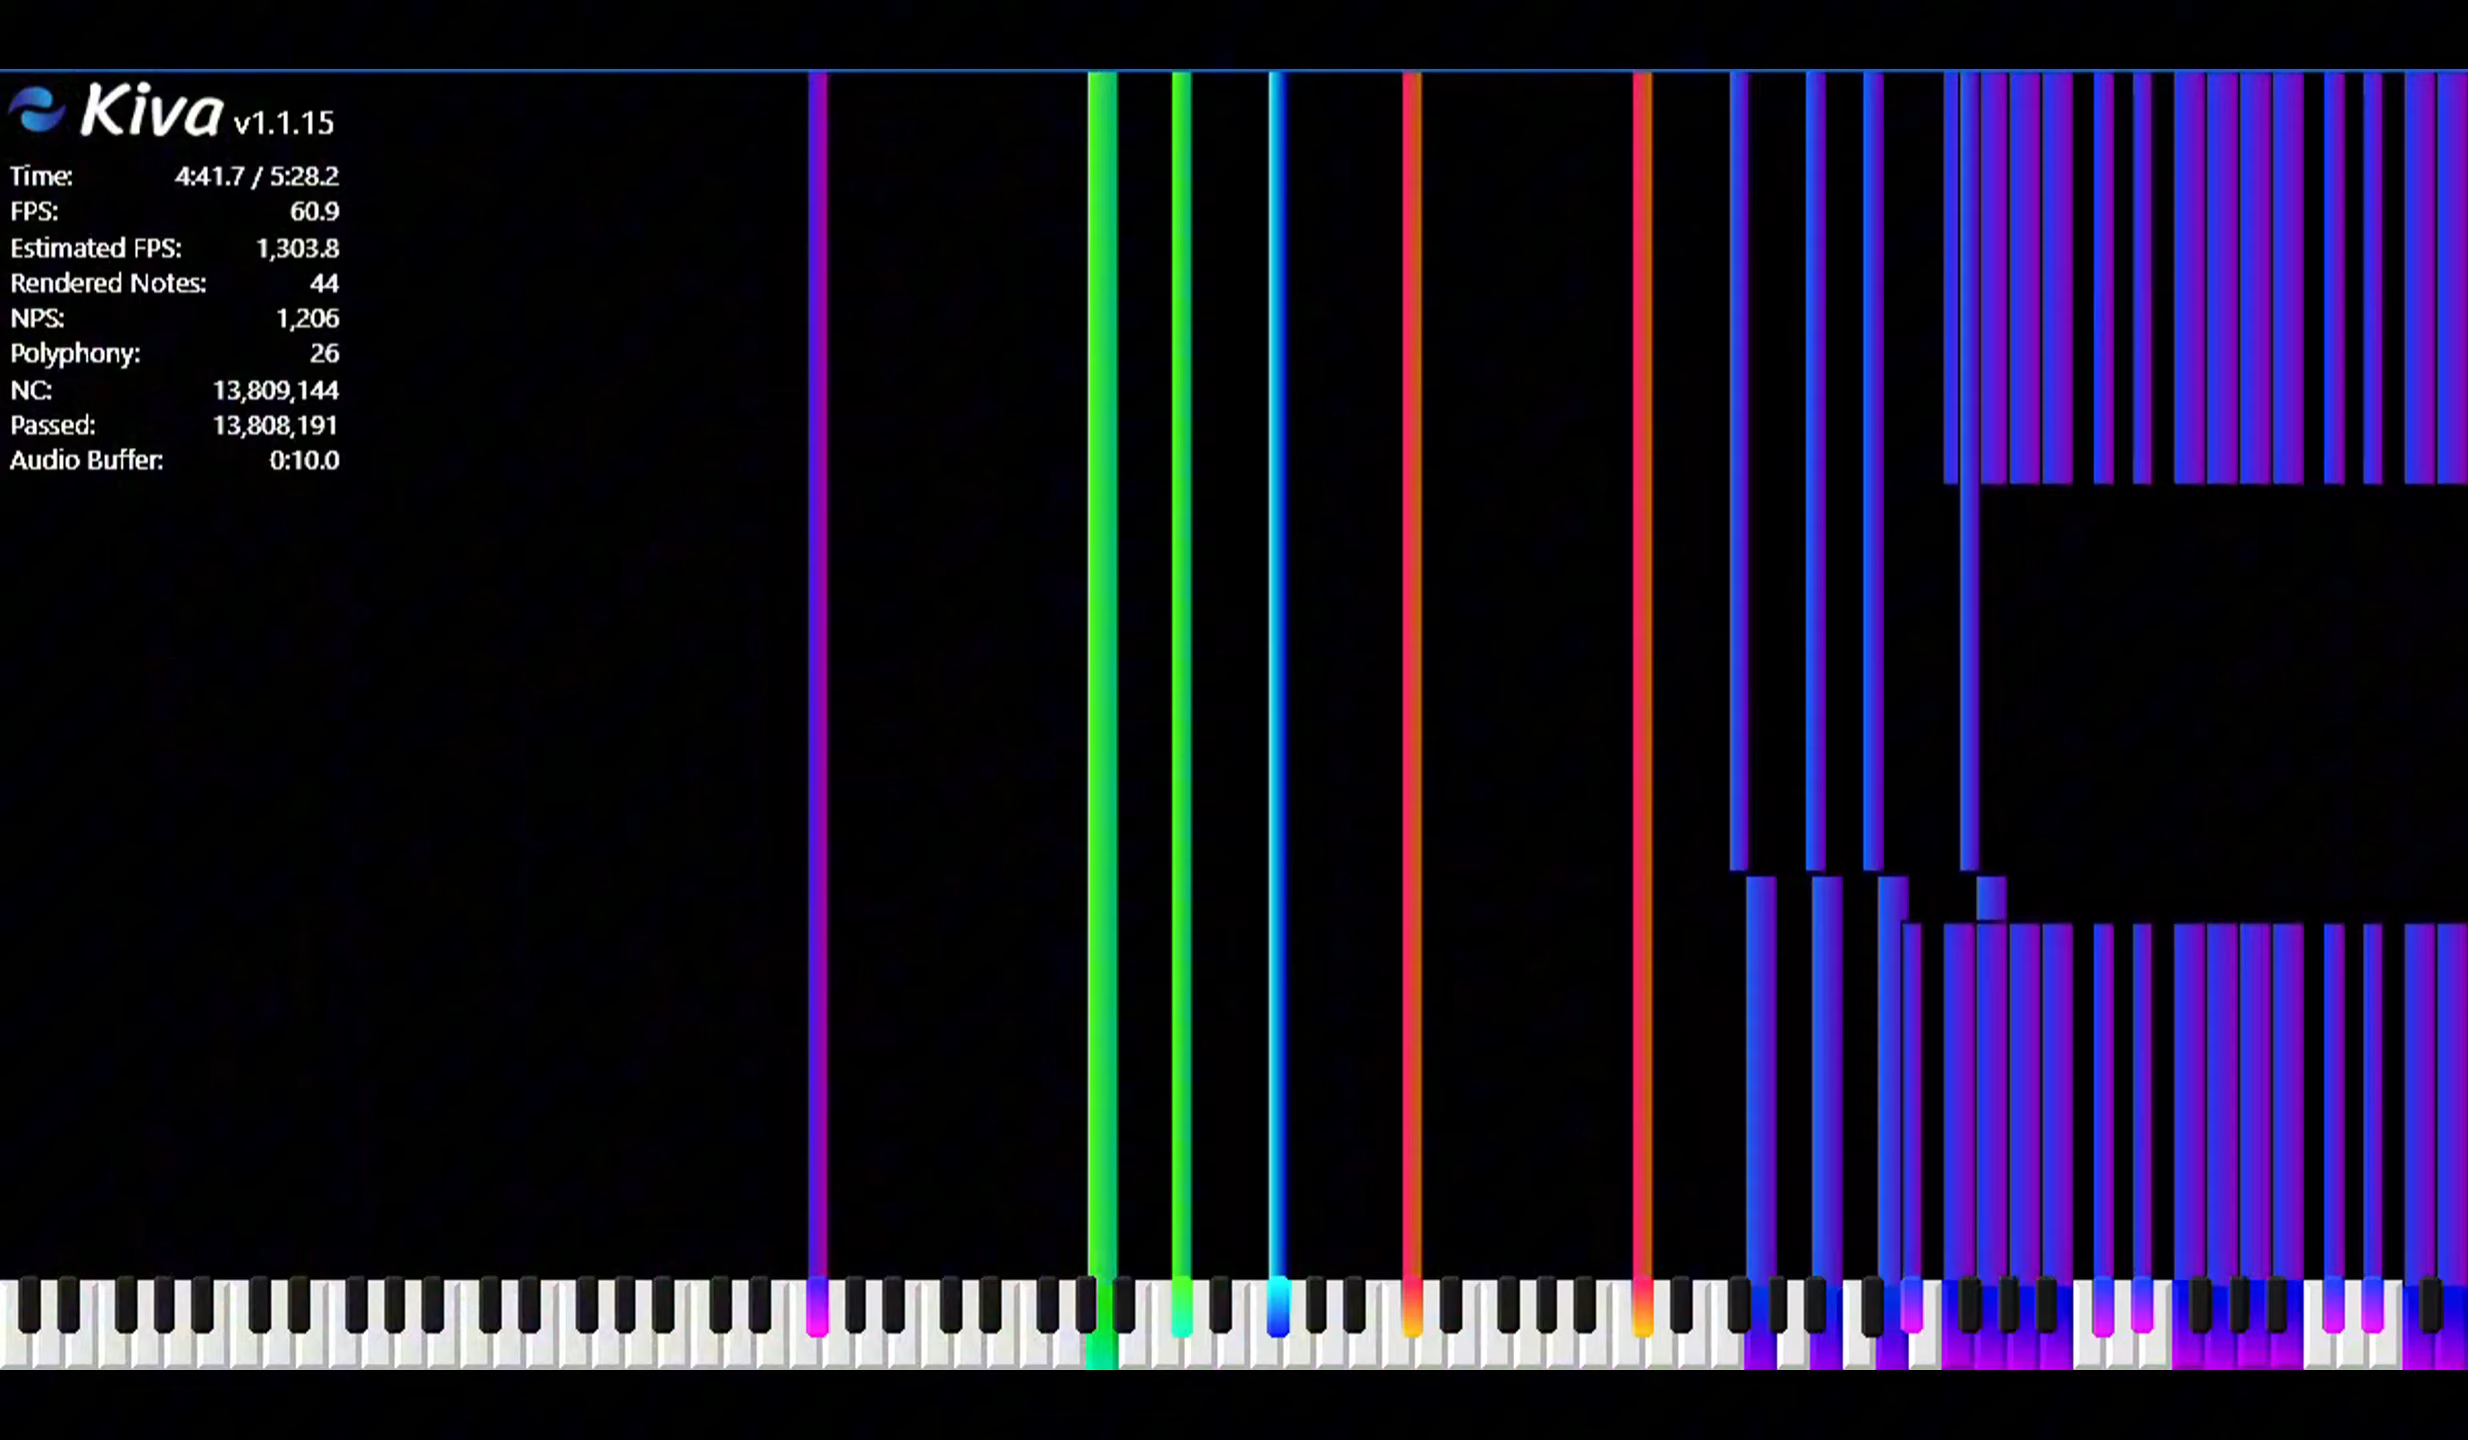 Kiva v1.1.15
Time: 4:41.7 / 5:28.2
FPS: 60.9
Estimated FPS: 1,303.8
Rendered Notes: 44
NPS: 1,206
Polyphony: 26
NC: 13,809,144
Passed: 13,808,191
Audio Buffer: 0:10.0